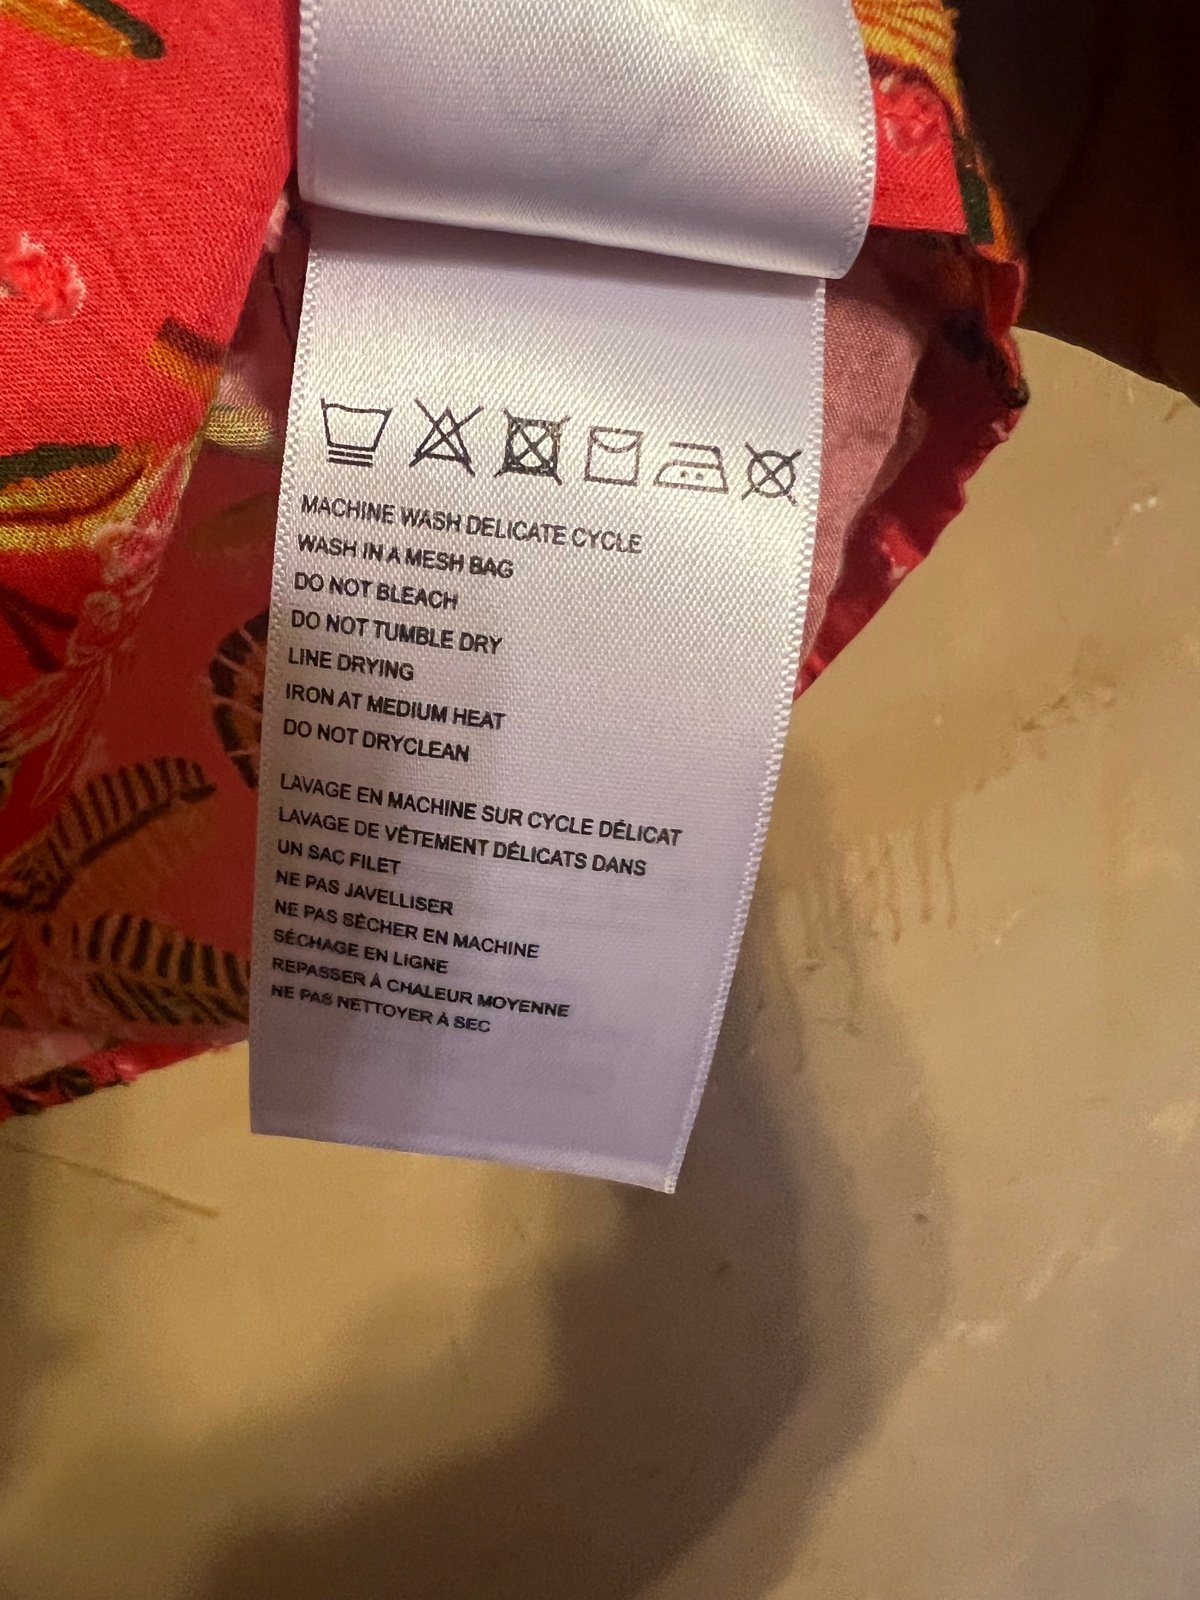 MACHINE WASH DELICATE CYCLE
WASH IN A MESH BAG
DO NOT BLEACH
DO NOT TUMBLE DRY
LINE DRYING
IRON AT MEDIUM HEAT
DO NOT DRYCLEAN
LAVAGE EN MACHINE SUR CYCLE DÉLICAT
LAVAGE DE VÊTEMENT DÉLICATS DANS
UN SAC FILET
NE PAS JAVELLISER
NE PAS SÉCHER EN MACHINE
SÉCHAGE EN LIGNE
REPASSER À CHALEUR MOYENNE
NE PAS NETTOYER À SEC